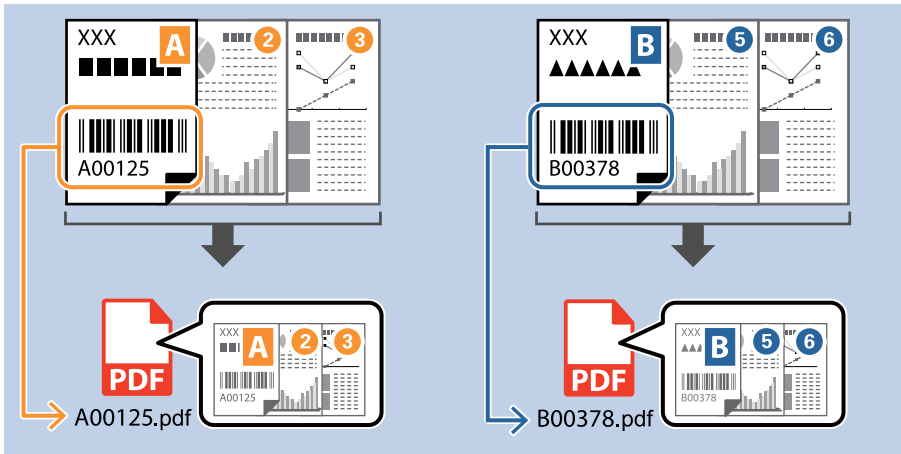 XXX
A
2
3
A00125
XXX
B
5
6
B00378
PDF
XXX
A
2
3
A00125
A00125.pdf
PDF
XXX
B
5
6
B00378
B00378.pdf